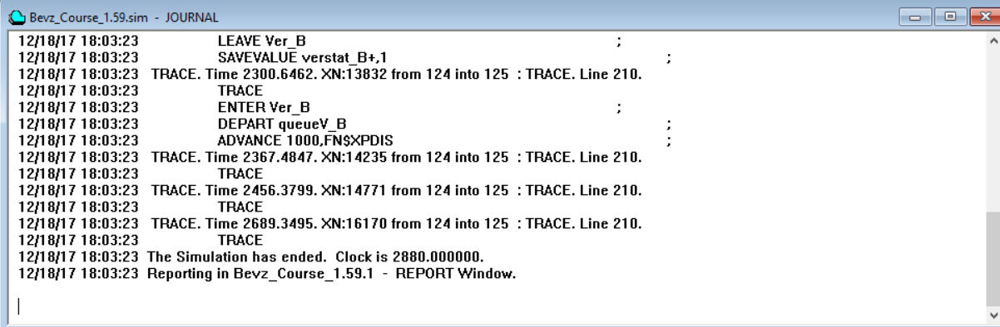 Bevz_Course_1.59.sim - JOURNAL
12/18/17 18:03:23 LEAVE Ver_B ;
12/18/17 18:03:23 SAVEVALUE verstat_B+,1 ;
12/18/17 18:03:23 TRACE. Time 2300.6462. XN:13832 from 124 into 125 : TRACE. Line 210.
12/18/17 18:03:23 TRACE
12/18/17 18:03:23 ENTER Ver_B ;
12/18/17 18:03:23 DEPART queueV_B ;
12/18/17 18:03:23 ADVANCE 1000,FN$XPDIS ;
12/18/17 18:03:23 TRACE. Time 2367.4847. XN:14235 from 124 into 125 : TRACE. Line 210.
12/18/17 18:03:23 TRACE
12/18/17 18:03:23 TRACE. Time 2456.3799. XN:14771 from 124 into 125 : TRACE. Line 210.
12/18/17 18:03:23 TRACE
12/18/17 18:03:23 TRACE. Time 2689.3495. XN:16170 from 124 into 125 : TRACE. Line 210.
12/18/17 18:03:23 TRACE
12/18/17 18:03:23 The Simulation has ended. Clock is 2880.000000.
12/18/17 18:03:23 Reporting in Bevz_Course_1.59.1 - REPORT Window.